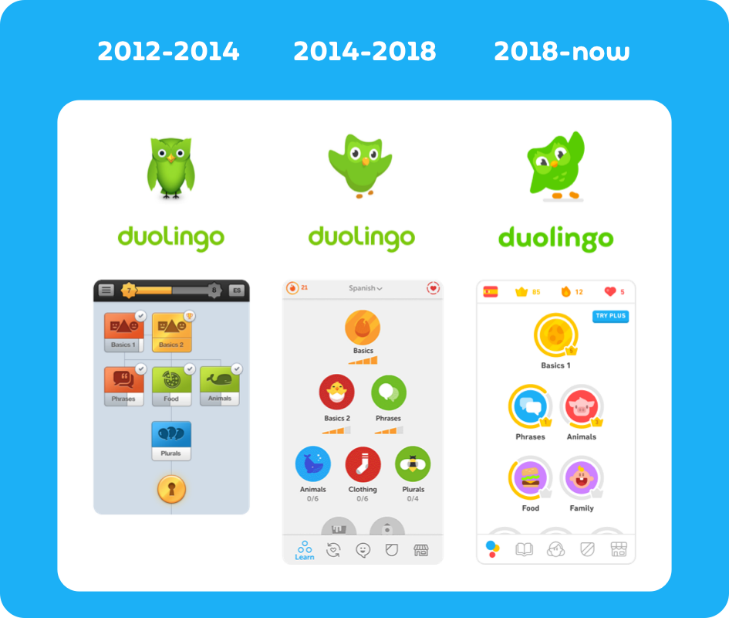 2012-2014
2014-2018
2018-now
duolingo
duolingo
duolingo
7
8
ES
Basics 1
Basics 2
Phrases
Food
Animals
Plurals
21
Spanish
Basics
Basics 2
Phrases
Animals
0/6
Clothing
0/6
Plurals
0/4
Learn
85
12
5
TRY PLUS
Basics 1
Phrases
Animals
Food
Family